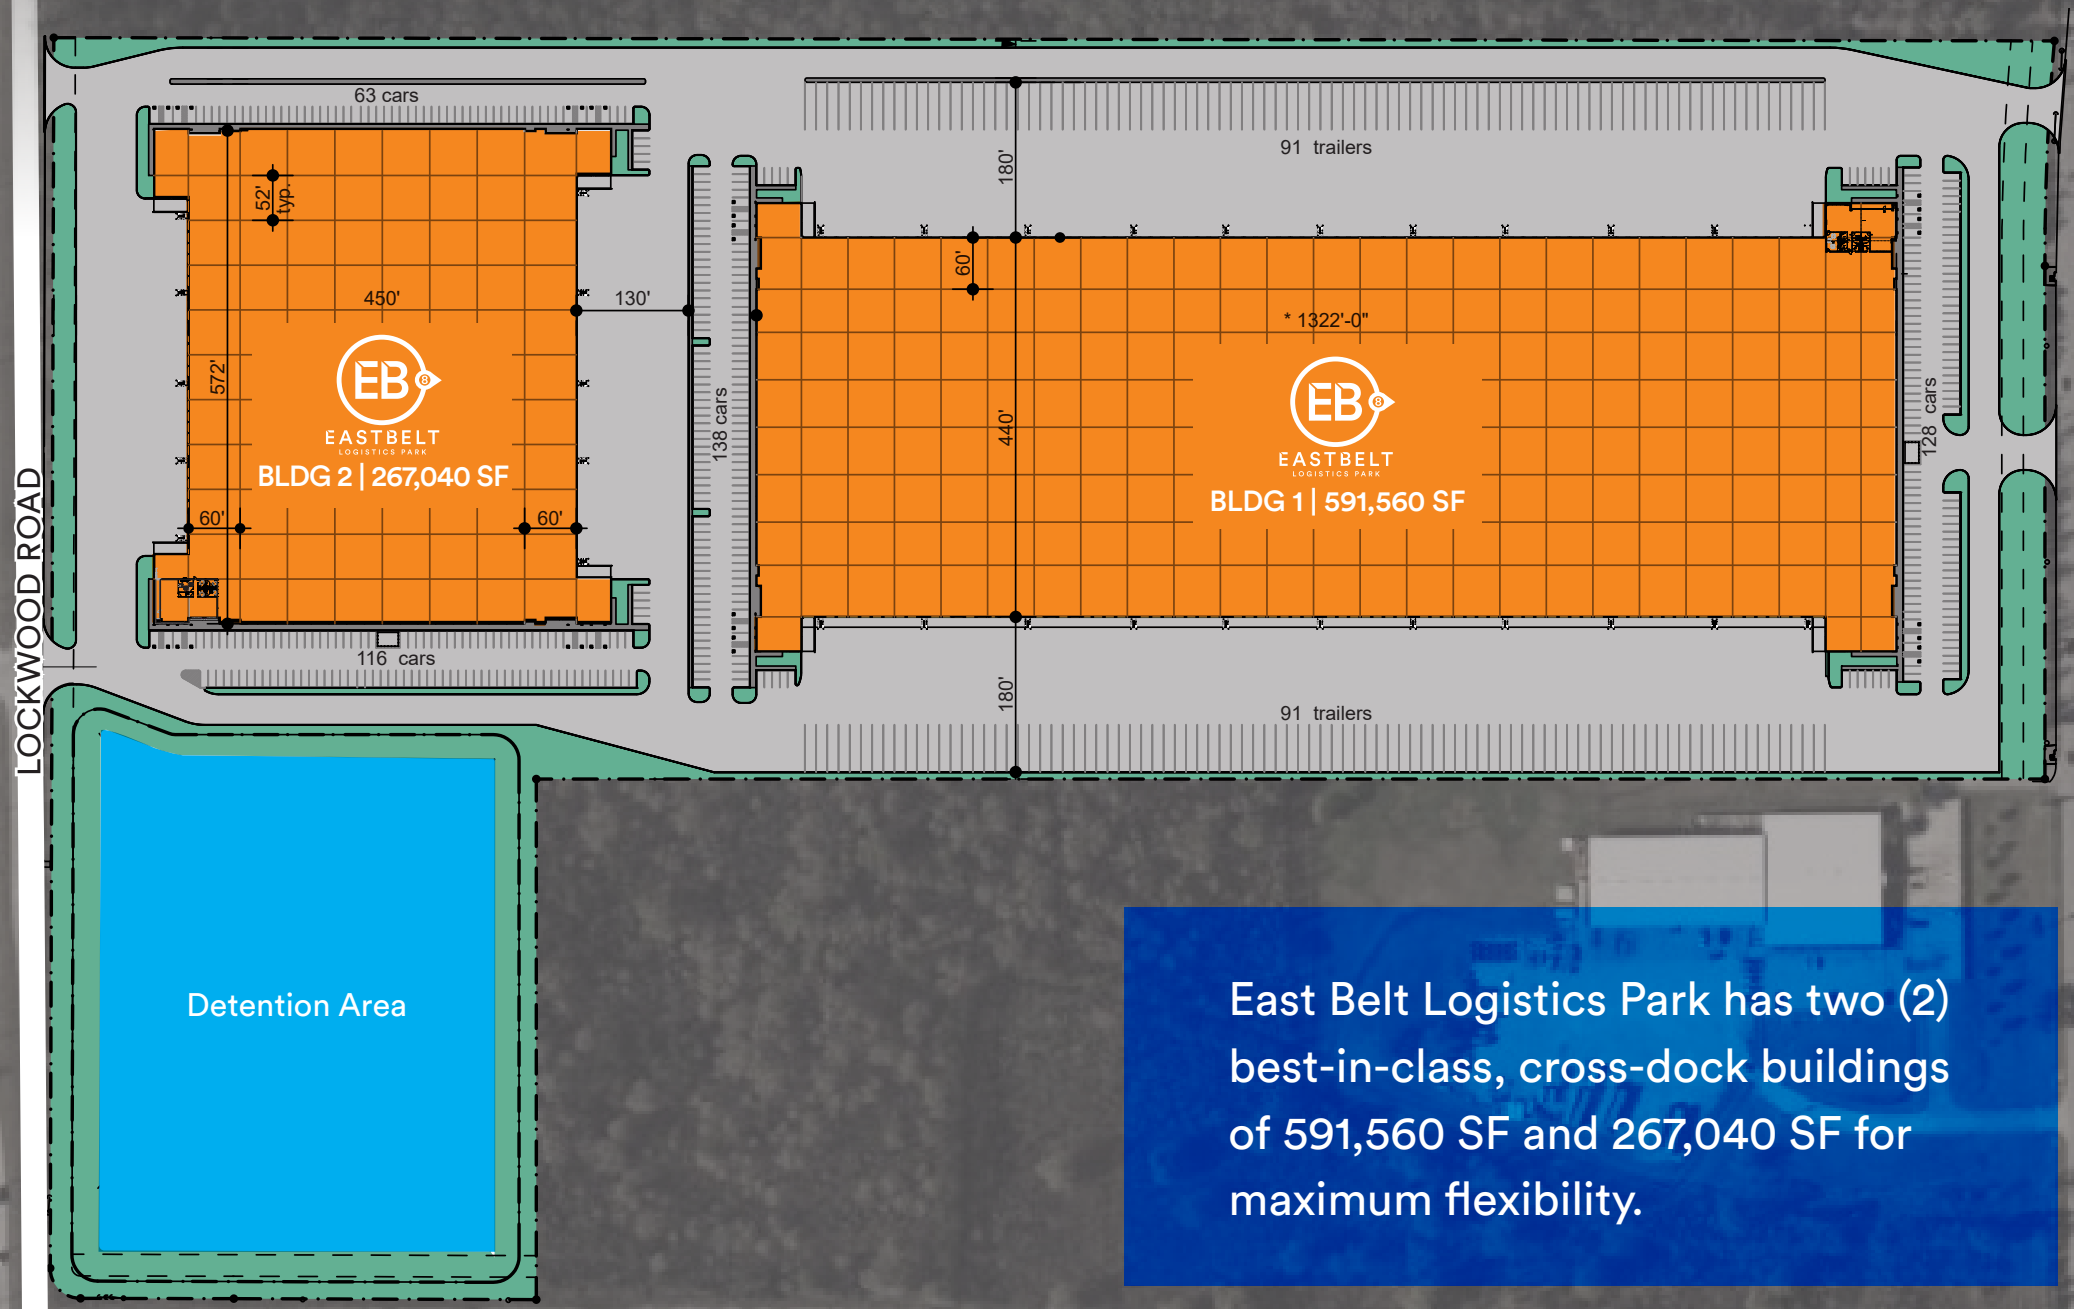 63 cars
91 trailers
180'
52'
typ.
60'
450'
130'
* 1322'-0"
572'
EB 8
EASTBELT
LOGISTICS PARK
BLDG 2 | 267,040 SF
138 cars
440'
EB 8
EASTBELT
LOGISTICS PARK
BLDG 1 | 591,560 SF
128 cars
60'
60'
LOCKWOOD ROAD
116 cars
180'
91 trailers
Detention Area
East Belt Logistics Park has two (2)
best-in-class, cross-dock buildings
of 591,560 SF and 267,040 SF for
maximum flexibility.